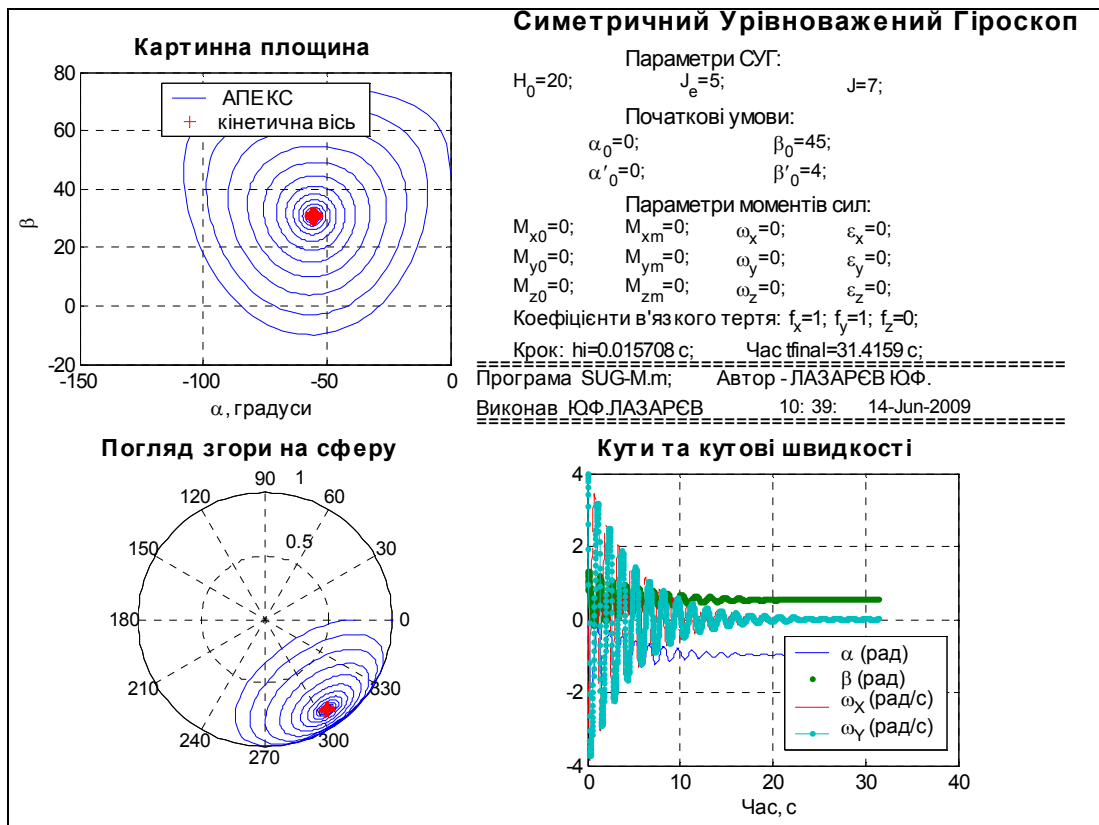 Симетричний Урівноважений Гіроскоп
Картинна площина
80
60
40
20
0
-20
-150
-100
-50
0
β
α, градуси
АПЕКС
кінетична вісь
Параметри СУГ:
H0=20; Je=5; J=7;
Початкові умови:
α0=0; β0=45;
α′0=0; β′0=4;
Параметри моментів сил:
Mx0=0; Mxm=0; ωx=0; εx=0;
My0=0; Mym=0; ωy=0; εy=0;
Mz0=0; Mzm=0; ωz=0; εz=0;
Коефіцієнти в'язкого тертя: fx=1; fy=1; fz=0;
Крок: hi=0.015708 c; Час tfinal=31.4159 c;
Програма SUG-M.m; Автор - ЛАЗАРЄВ Ю.Ф.
Виконав Ю.Ф.ЛАЗАРЄВ 10: 39: 14-Jun-2009
Погляд згори на сферу
90
1
60
120
0.5
30
150
0
180
330
210
300
240
270
Кути та кутові швидкості
4
2
0
-2
-4
0
10
20
30
40
Час, с
α (рад)
β (рад)
ωX (рад/с)
ωY (рад/с)